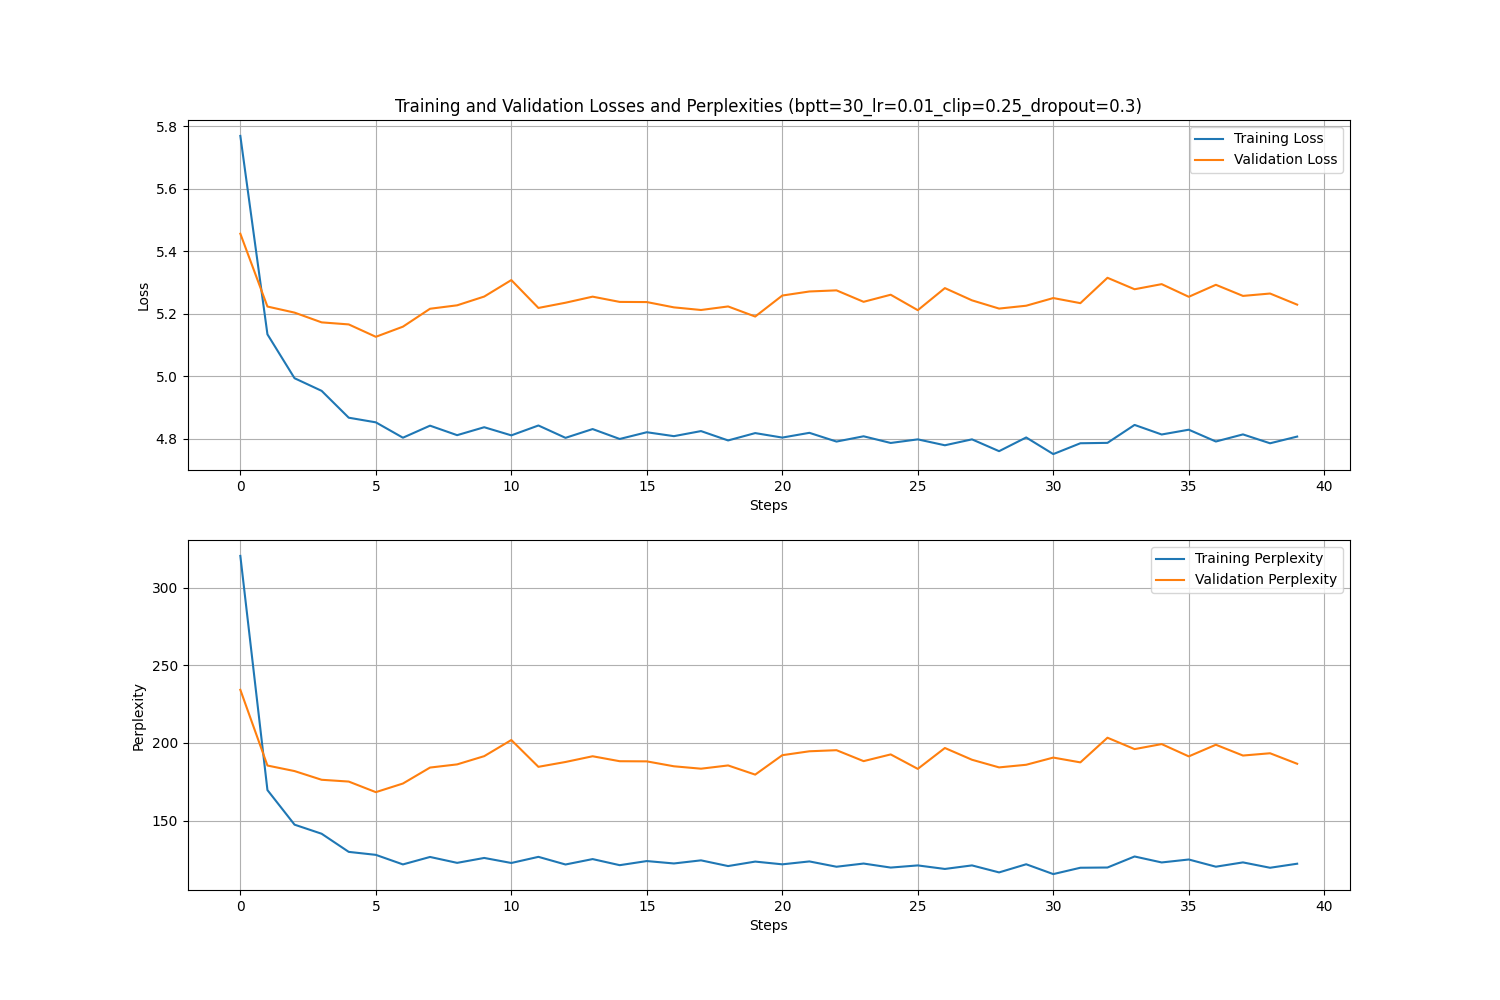 Training and Validation Losses and Perplexities (bptt=30_lr=0.01_clip=0.25_dropout=0.3)
5.8
5.6
5.4
5.2
5.0
4.8
Loss
Training Loss
Validation Loss
0 5 10 15 20 25 30 35 40
Steps
300
250
200
150
Perplexity
Training Perplexity
Validation Perplexity
0 5 10 15 20 25 30 35 40
Steps